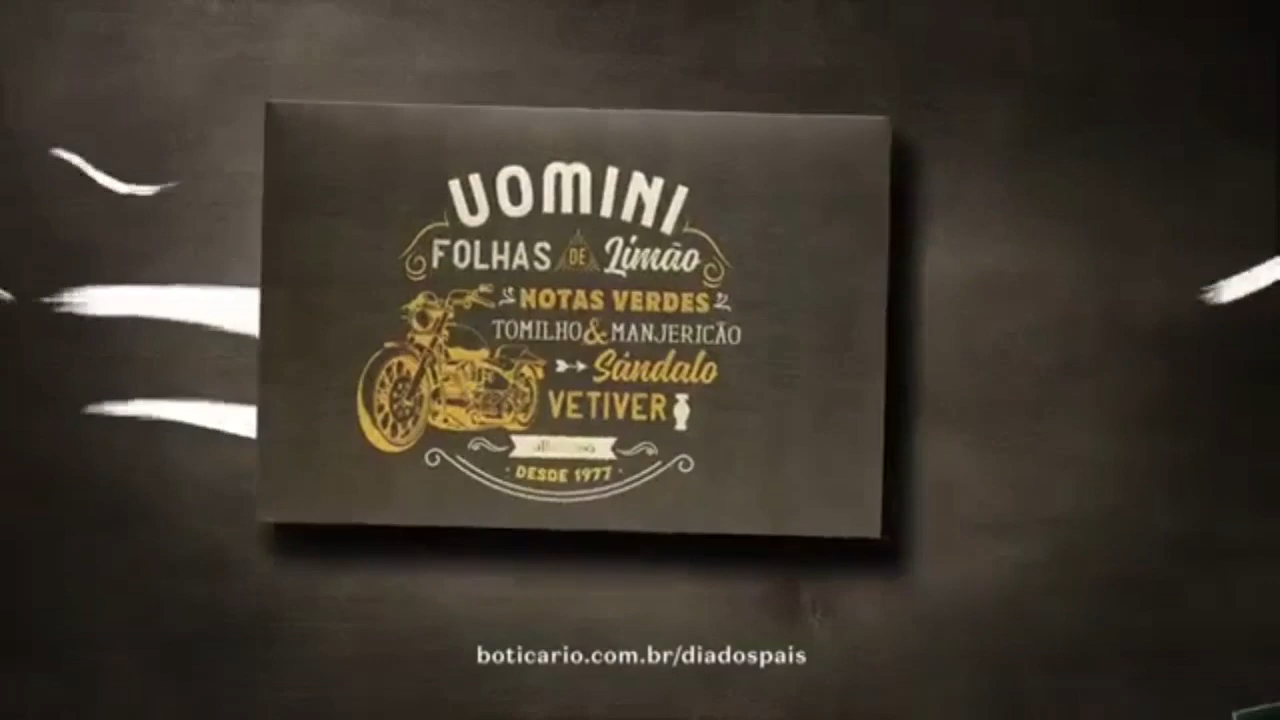 UOMINI
FOLHAS DE Limão
NOTAS VERDES
TOMILHO & MANJERICÃO
Sândalo
VETIVER
DESDE 1977
boticario.com.br/diadospais